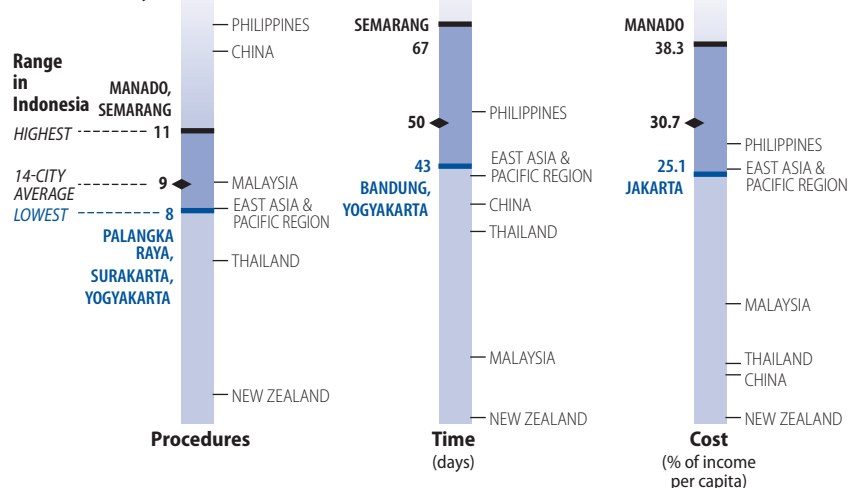 PHILIPPINES
CHINA
Range
in
Indonesia
MANADO,
SEMARANG
HIGHEST
11
14-CITY
AVERAGE
9
MALAYSIA
LOWEST
8
EAST ASIA &
PACIFIC REGION
PALANGKA
RAYA,
SURAKARTA,
YOGYAKARTA
THAILAND
NEW ZEALAND
Procedures
SEMARANG
67
PHILIPPINES
50
43
EAST ASIA &
PACIFIC REGION
BANDUNG,
YOGYAKARTA
CHINA
THAILAND
MALAYSIA
NEW ZEALAND
Time
(days)
MANADO
38.3
30.7
PHILIPPINES
25.1
EAST ASIA &
PACIFIC REGION
JAKARTA
MALAYSIA
THAILAND
CHINA
NEW ZEALAND
Cost
(% of income
per capita)